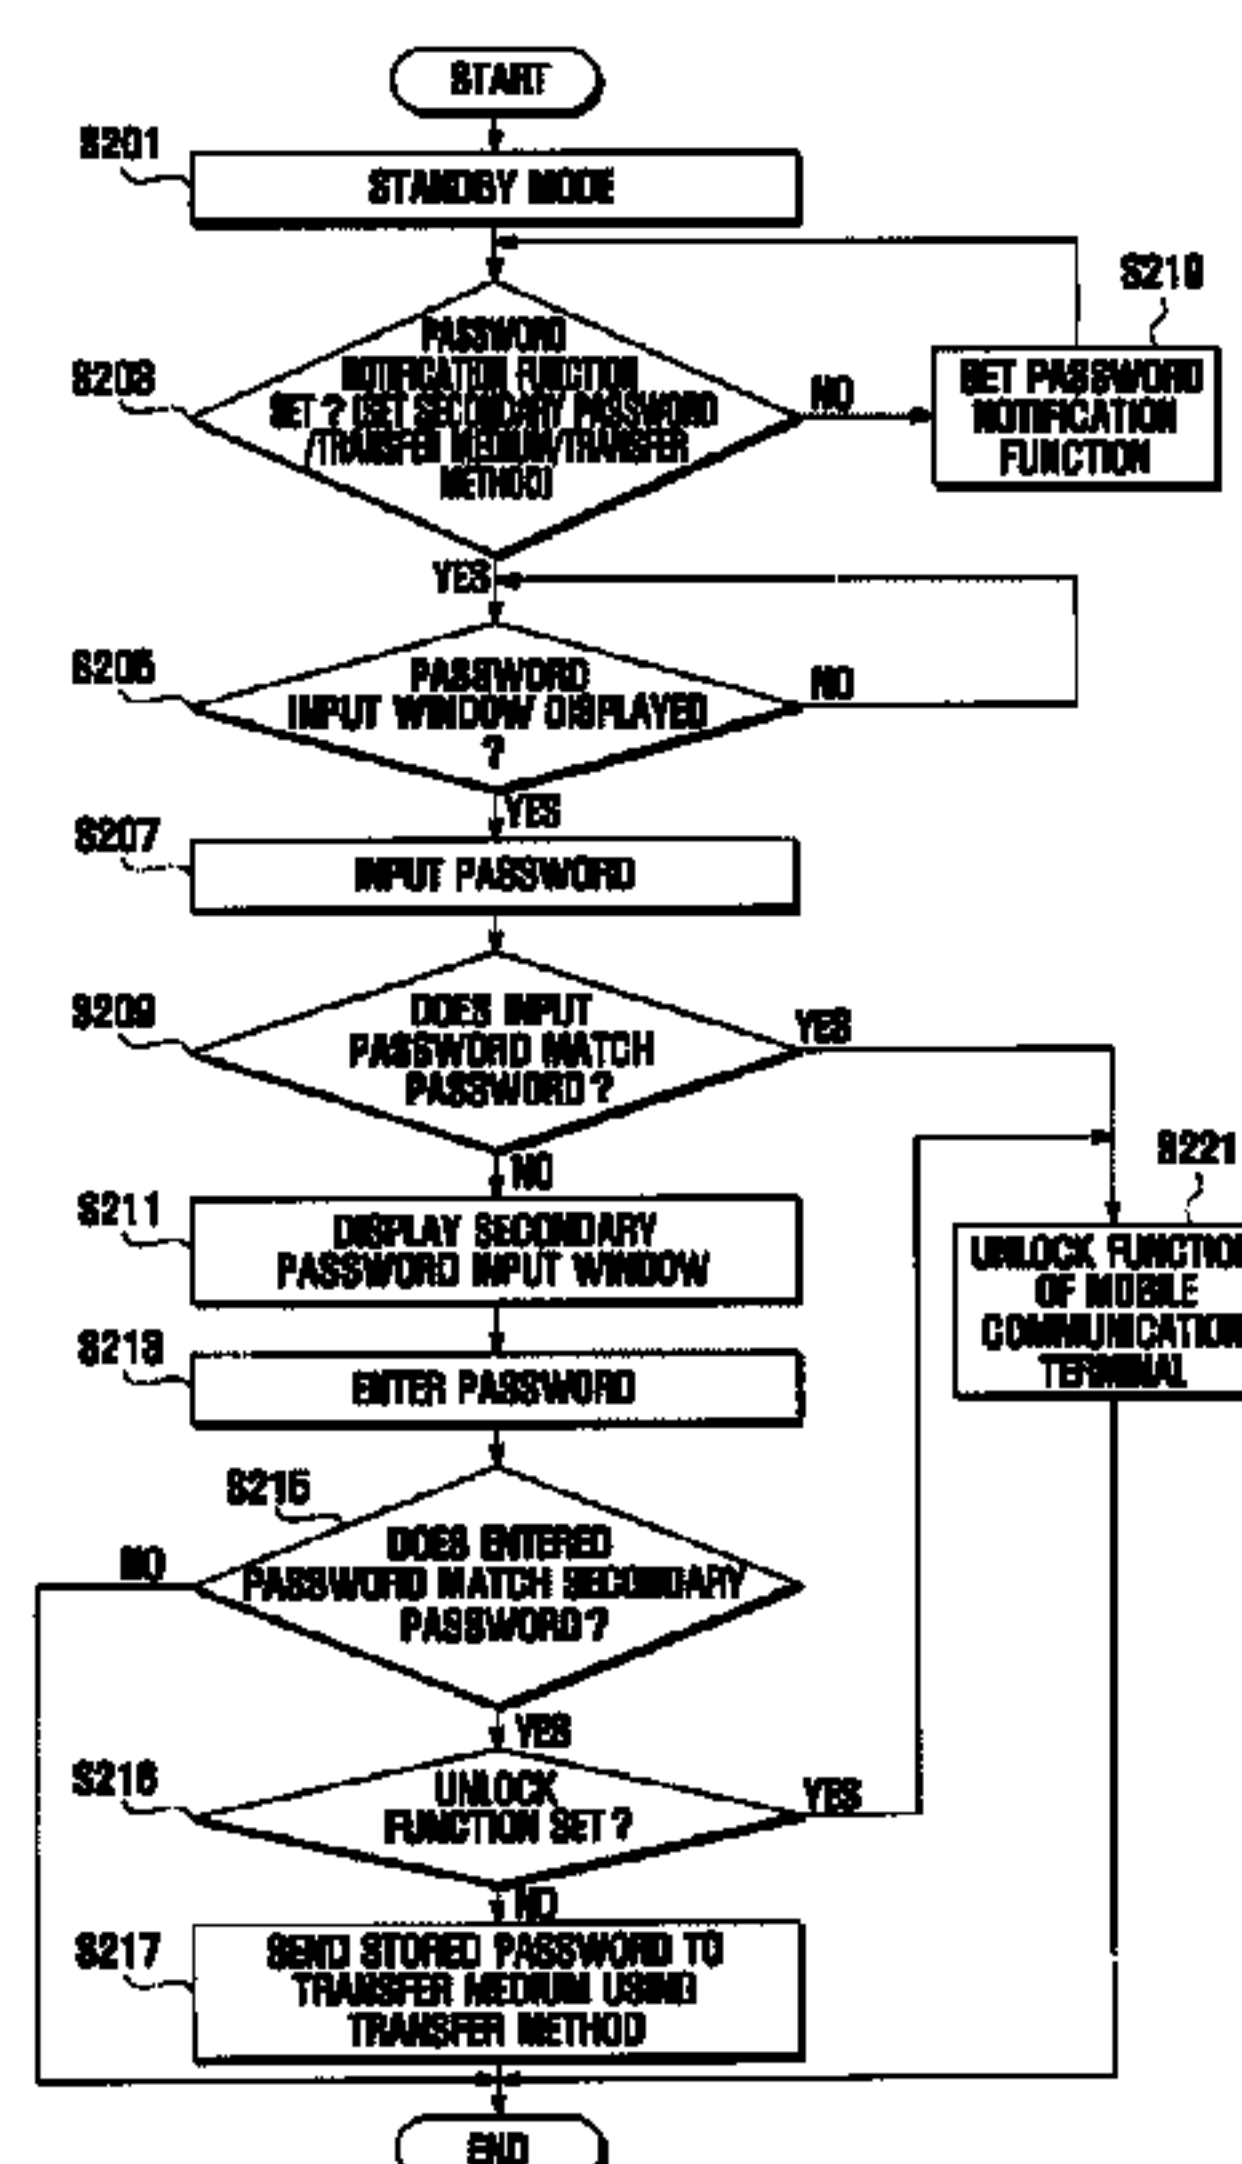 START
S201
STANDBY MODE
S203
PASSWORD
NOTIFICATION FUNCTION
SET ? (SET SECONDARY PASSWORD
/TRANSFER MEDIUM/TRANSFER
METHOD)
NO
S219
SET PASSWORD
NOTIFICATION
FUNCTION
YES
S205
PASSWORD
INPUT WINDOW DISPLAYED
?
NO
YES
S207
INPUT PASSWORD
S209
DOES INPUT
PASSWORD MATCH
PASSWORD ?
YES
NO
S221
UNLOCK FUNCTION
OF MOBILE
COMMUNICATION
TERMINAL
S211
DISPLAY SECONDARY
PASSWORD INPUT WINDOW
S213
ENTER PASSWORD
S215
DOES ENTERED
PASSWORD MATCH SECONDARY
PASSWORD ?
NO
YES
S216
UNLOCK
FUNCTION SET ?
YES
NO
S217
SEND STORED PASSWORD TO
TRANSFER MEDIUM USING
TRANSFER METHOD
END